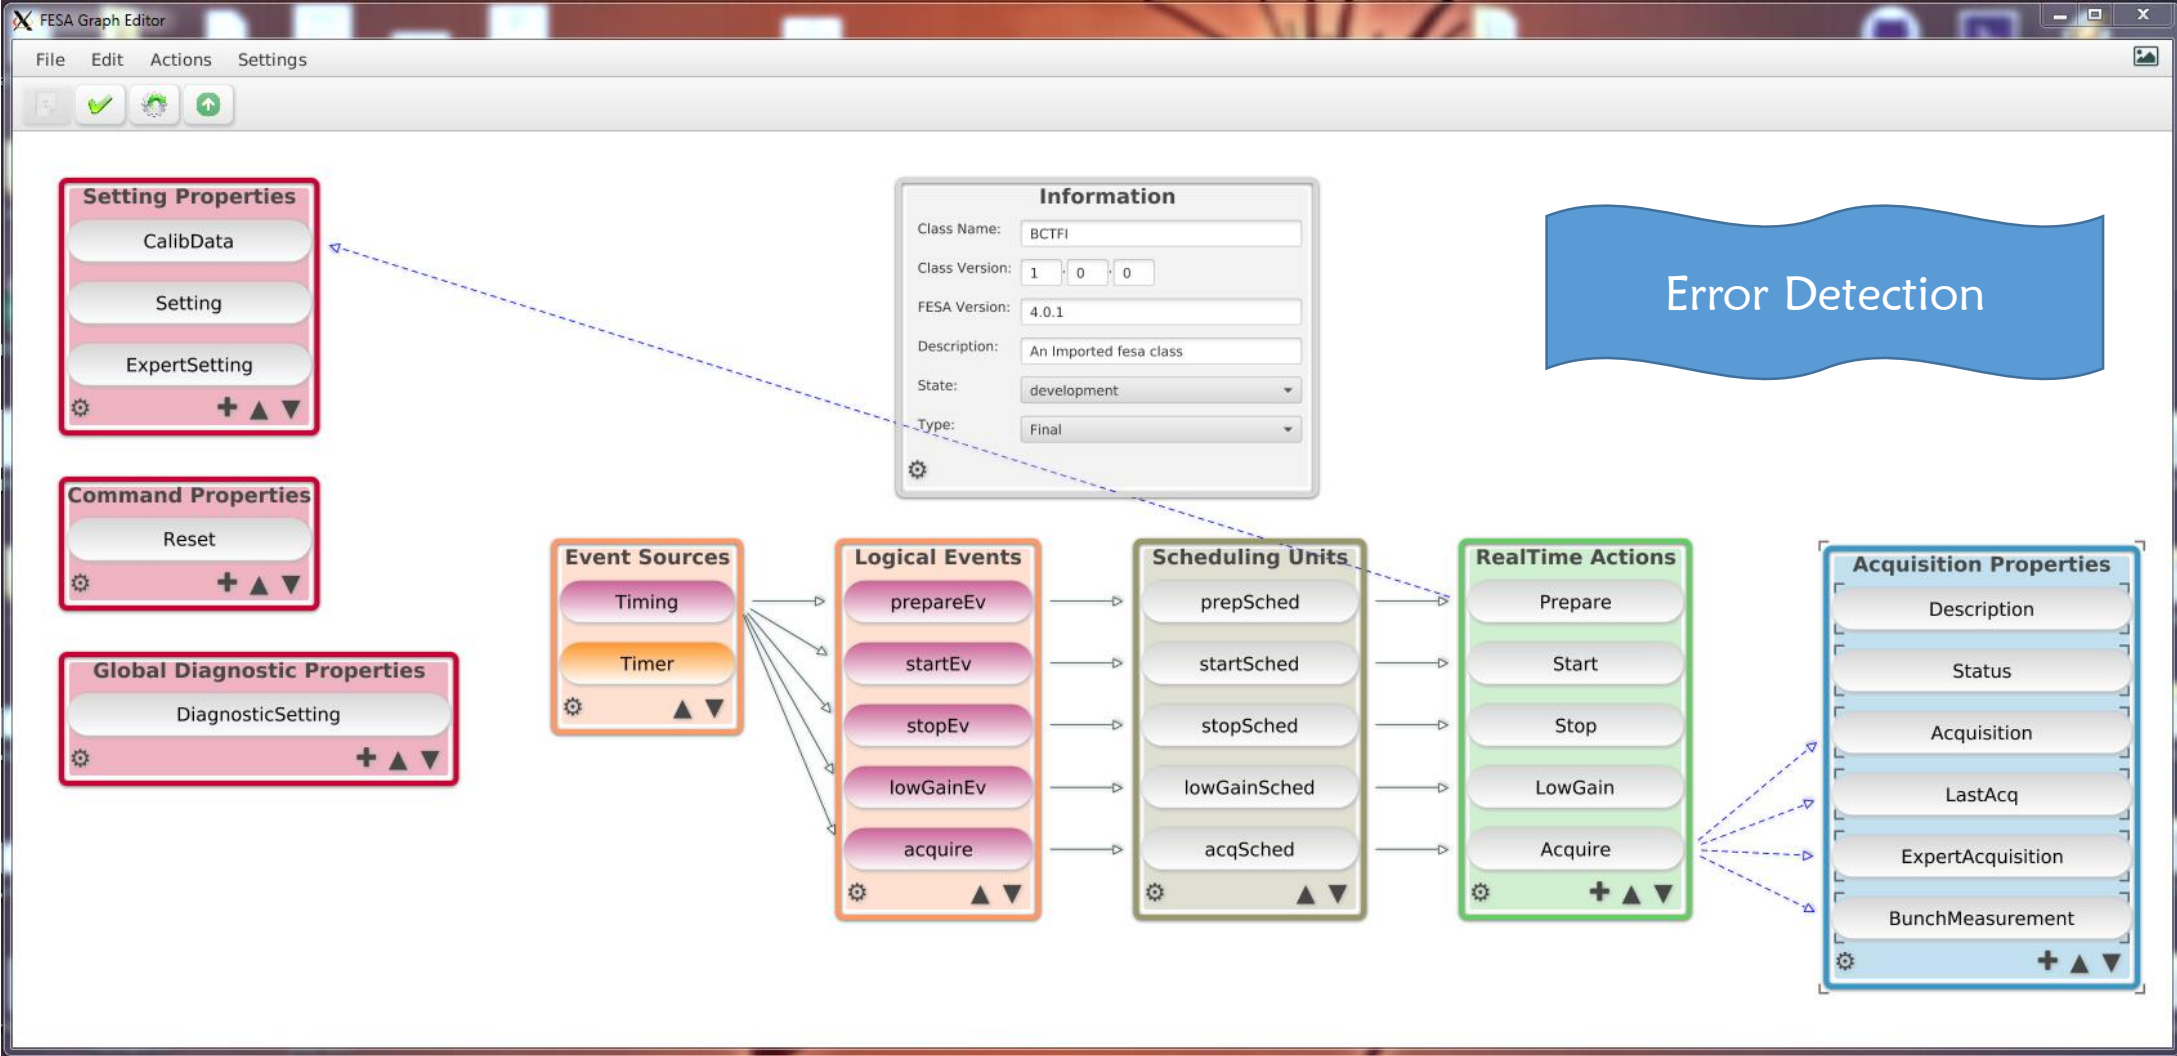 FESA Graph Editor
File Edit Actions Settings
Setting Properties
CalibData
Setting
ExpertSetting
Command Properties
Reset
Global Diagnostic Properties
DiagnosticSetting
Information
Class Name: BCTFI
Class Version: 1 . 0 . 0
FESA Version: 4.0.1
Description: An Imported fesa class
State: development
Type: Final
Error Detection
Event Sources
Timing
Timer
Logical Events
prepareEv
startEv
stopEv
lowGainEv
acquire
Scheduling Units
prepSched
startSched
stopSched
lowGainSched
acqSched
RealTime Actions
Prepare
Start
Stop
LowGain
Acquire
Acquisition Properties
Description
Status
Acquisition
LastAcq
ExpertAcquisition
BunchMeasurement